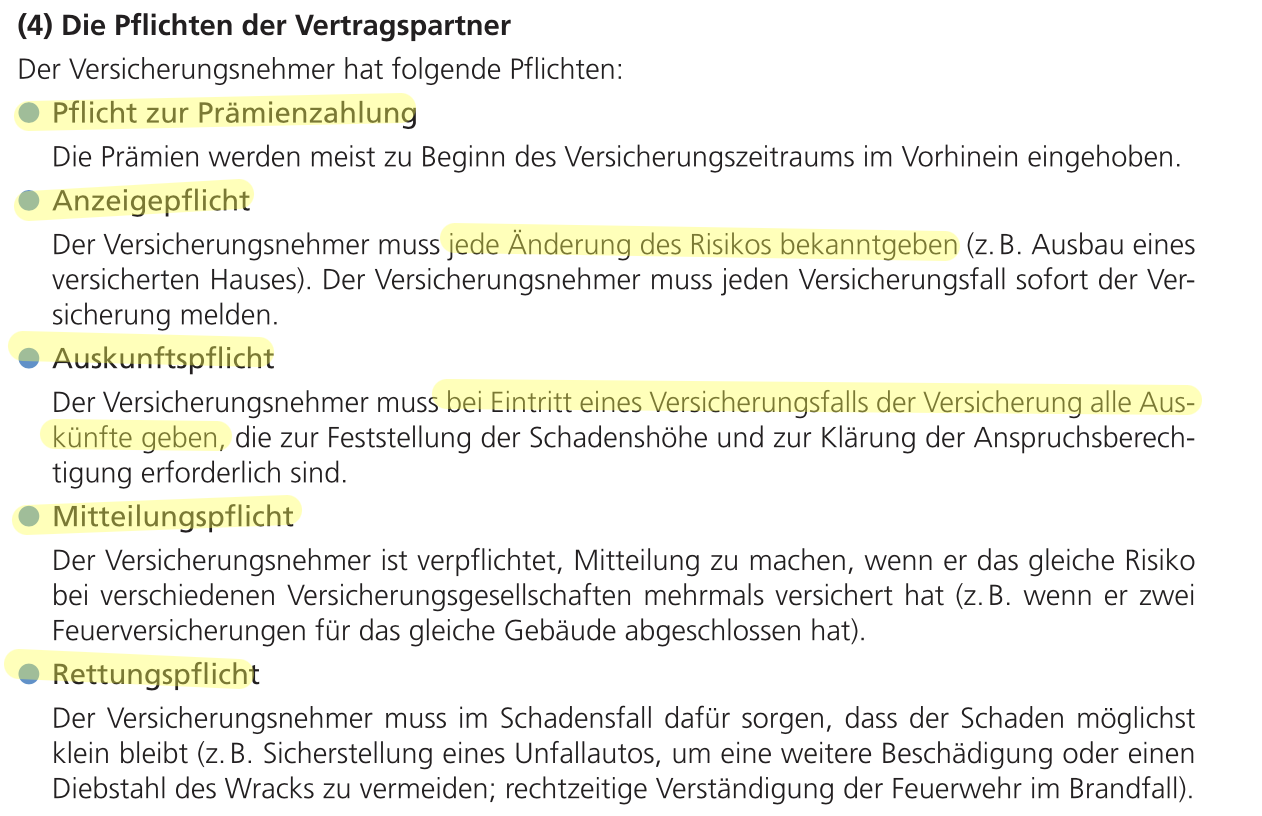 (4) Die Pflichten der Vertragspartner
Der Versicherungsnehmer hat folgende Pflichten:
● Pflicht zur Prämienzahlung
Die Prämien werden meist zu Beginn des Versicherungszeitraums im Vorhinein eingehoben.
● Anzeigepflicht
Der Versicherungsnehmer muss jede Änderung des Risikos bekanntgeben (z. B. Ausbau eines
versicherten Hauses). Der Versicherungsnehmer muss jeden Versicherungsfall sofort der Ver-
sicherung melden.
● Auskunftspflicht
Der Versicherungsnehmer muss bei Eintritt eines Versicherungsfalls der Versicherung alle Aus-
künfte geben, die zur Feststellung der Schadenshöhe und zur Klärung der Anspruchsberech-
tigung erforderlich sind.
● Mitteilungspflicht
Der Versicherungsnehmer ist verpflichtet, Mitteilung zu machen, wenn er das gleiche Risiko
bei verschiedenen Versicherungsgesellschaften mehrmals versichert hat (z. B. wenn er zwei
Feuerversicherungen für das gleiche Gebäude abgeschlossen hat).
● Rettungspflicht
Der Versicherungsnehmer muss im Schadensfall dafür sorgen, dass der Schaden möglichst
klein bleibt (z. B. Sicherstellung eines Unfallautos, um eine weitere Beschädigung oder einen
Diebstahl des Wracks zu vermeiden; rechtzeitige Verständigung der Feuerwehr im Brandfall).